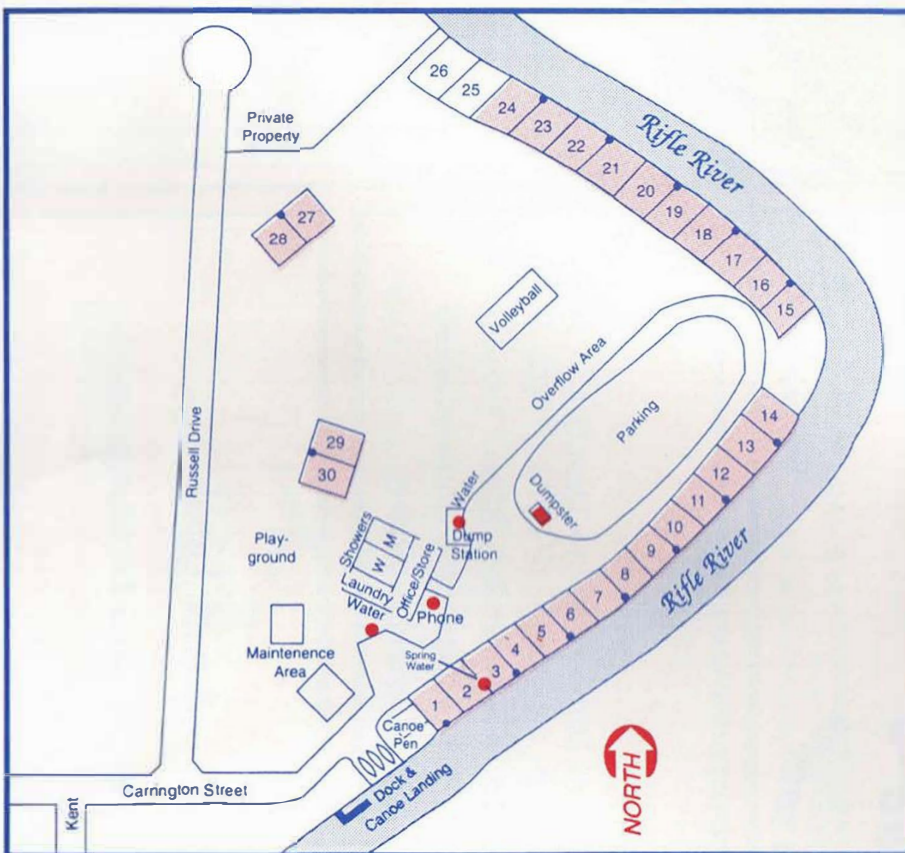 26
25
24
23
22
21
20
19
18
17
16
15
Rifle River
Private
Property
27
28
Volleyball
Overflow Area
Parking
Russell Drive
29
30
14
13
12
11
10
9
8
7
6
5
4
3
2
1
Rifle River
Water
Dumpster
Dump
Station
Play-
ground
Showers
M
W
Laundry
Office/Store
Water
Phone
Maintenence
Area
Spring
Water
Canoe
Pen
Dock &
Canoe Landing
Carrington Street
Kent
NORTH